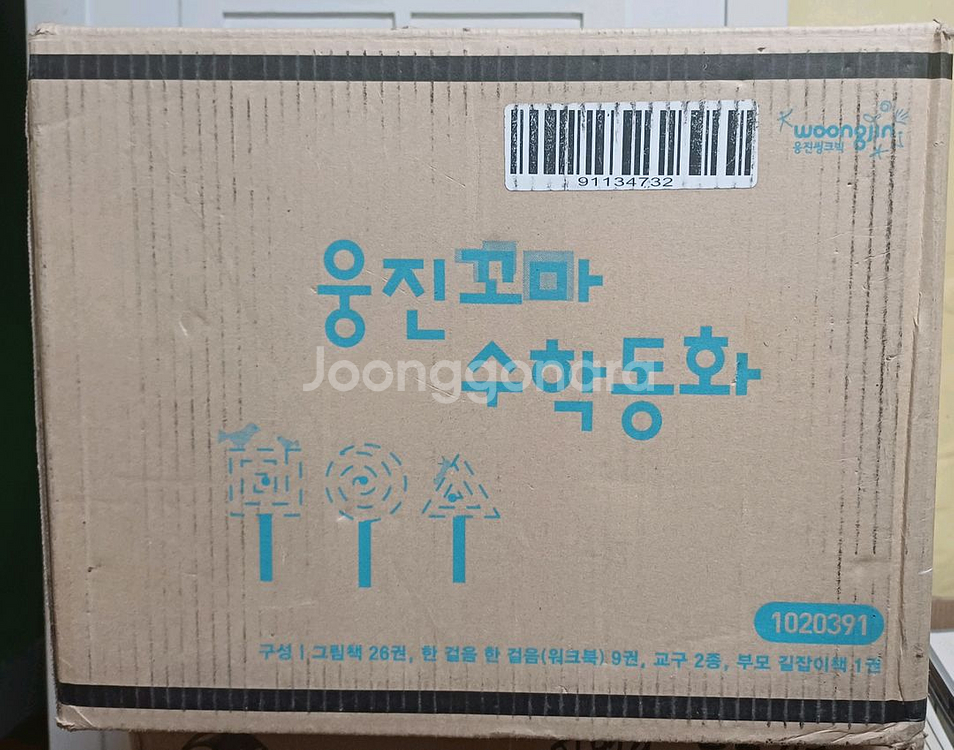 91134732
woongjin
웅진씽크빅
웅진꼬마
수학동화
Joonggonara
1020391
구성 | 그림책 26권, 한 걸음 한 걸음(워크북) 9권, 교구 2종, 부모 길잡이책 1권